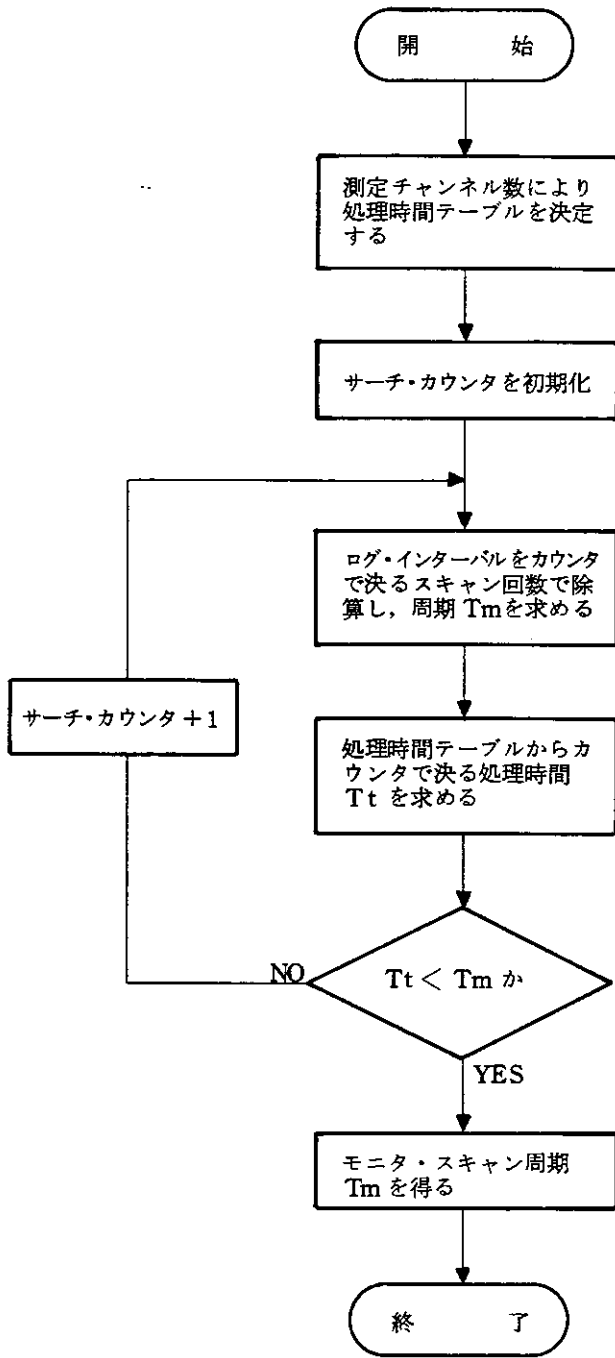 開 始
測定チャンネル数により
処理時間テーブルを決定
する
サーチ・カウンタを初期化
ログ・インターバルをカウンタ
で決るスキャン回数で除
算し，周期 Tmを求める
サーチ・カウンタ＋1
処理時間テーブルからカ
ウンタで決る処理時間
Tt を求める
Tt < Tm か
NO
YES
モニタ・スキャン周期
Tm を得る
終 了